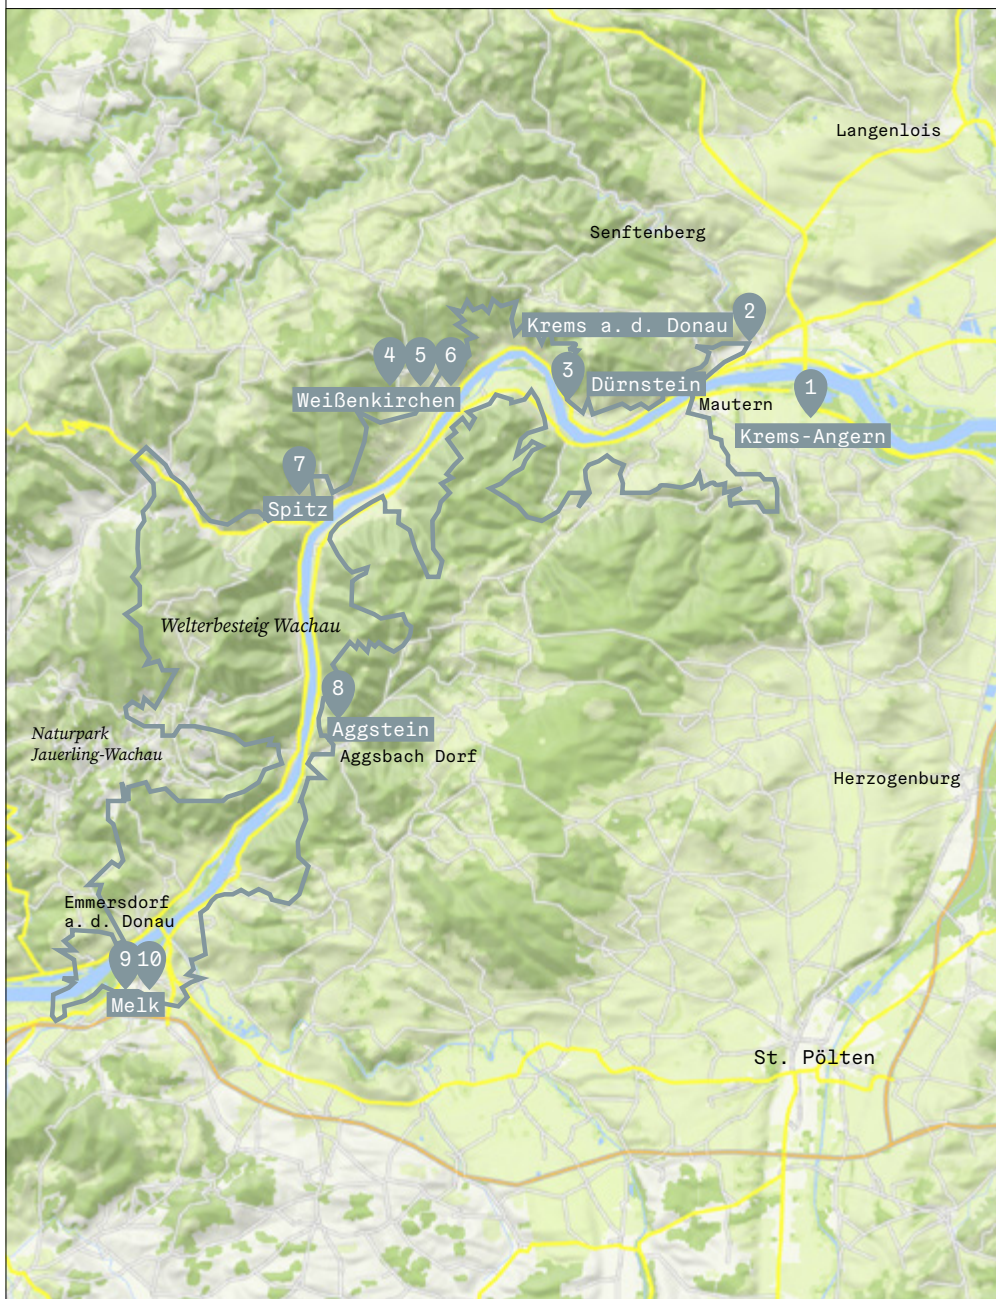 Langenlois
Senftenberg
2
Krems a. d. Donau
4
5
6
3
Dürnstein
1
Weißenkirchen
Mautern
Krems-Angern
7
Spitz
Welterbesteig Wachau
8
Aggstein
Naturpark
Jauerling-Wachau
Aggsbach Dorf
Herzogenburg
Emmersdorf
a. d. Donau
9
10
Melk
St. Pölten